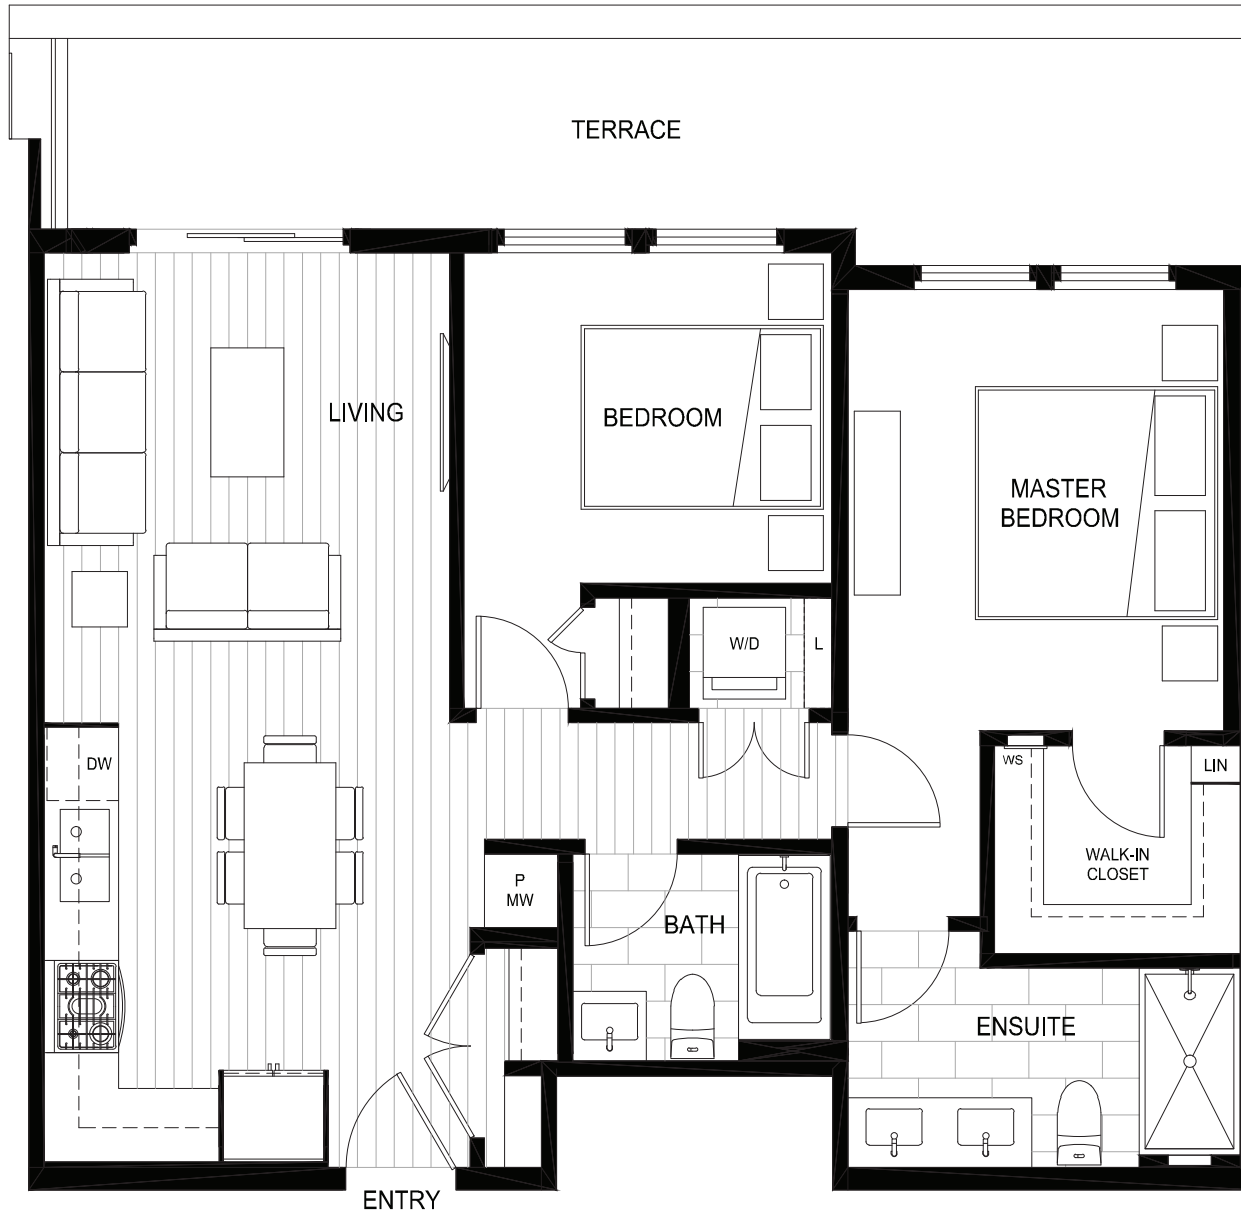 TERRACE
LIVING
BEDROOM
MASTER
BEDROOM
W/D
L
DW
WS
LIN
WALK-IN
CLOSET
P
MW
BATH
ENSUITE
ENTRY